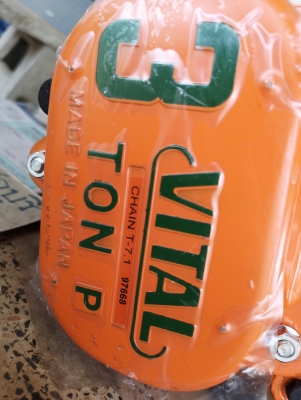 VITAL
CHAIN T-7.1 97668
3
TON P
MADE IN JAPAN